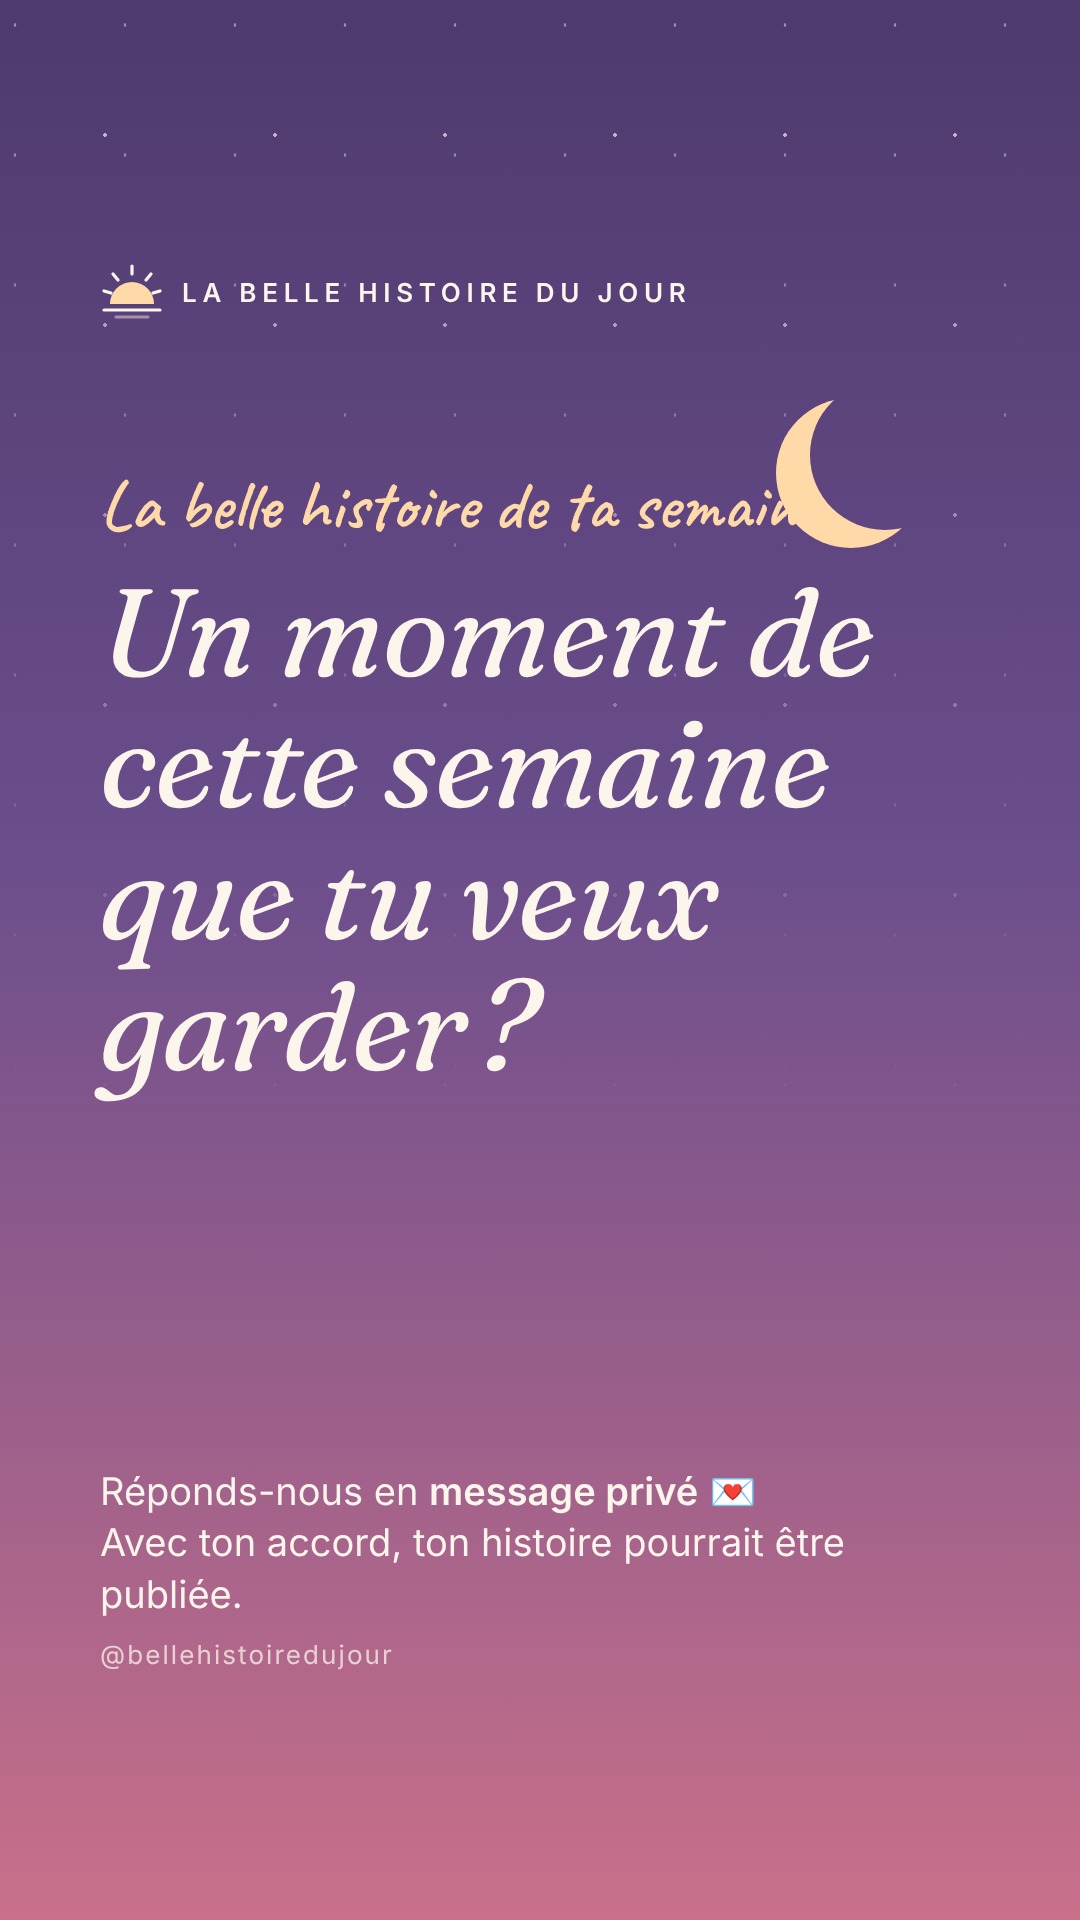 LA BELLE HISTOIRE DU JOUR
La belle histoire de ta
Un moment de
cette semaine
que tu veux
garder ?
Réponds-nous en message privé 💌
Avec ton accord, ton histoire pourrait être
publiée.
@bellehistoiredujour